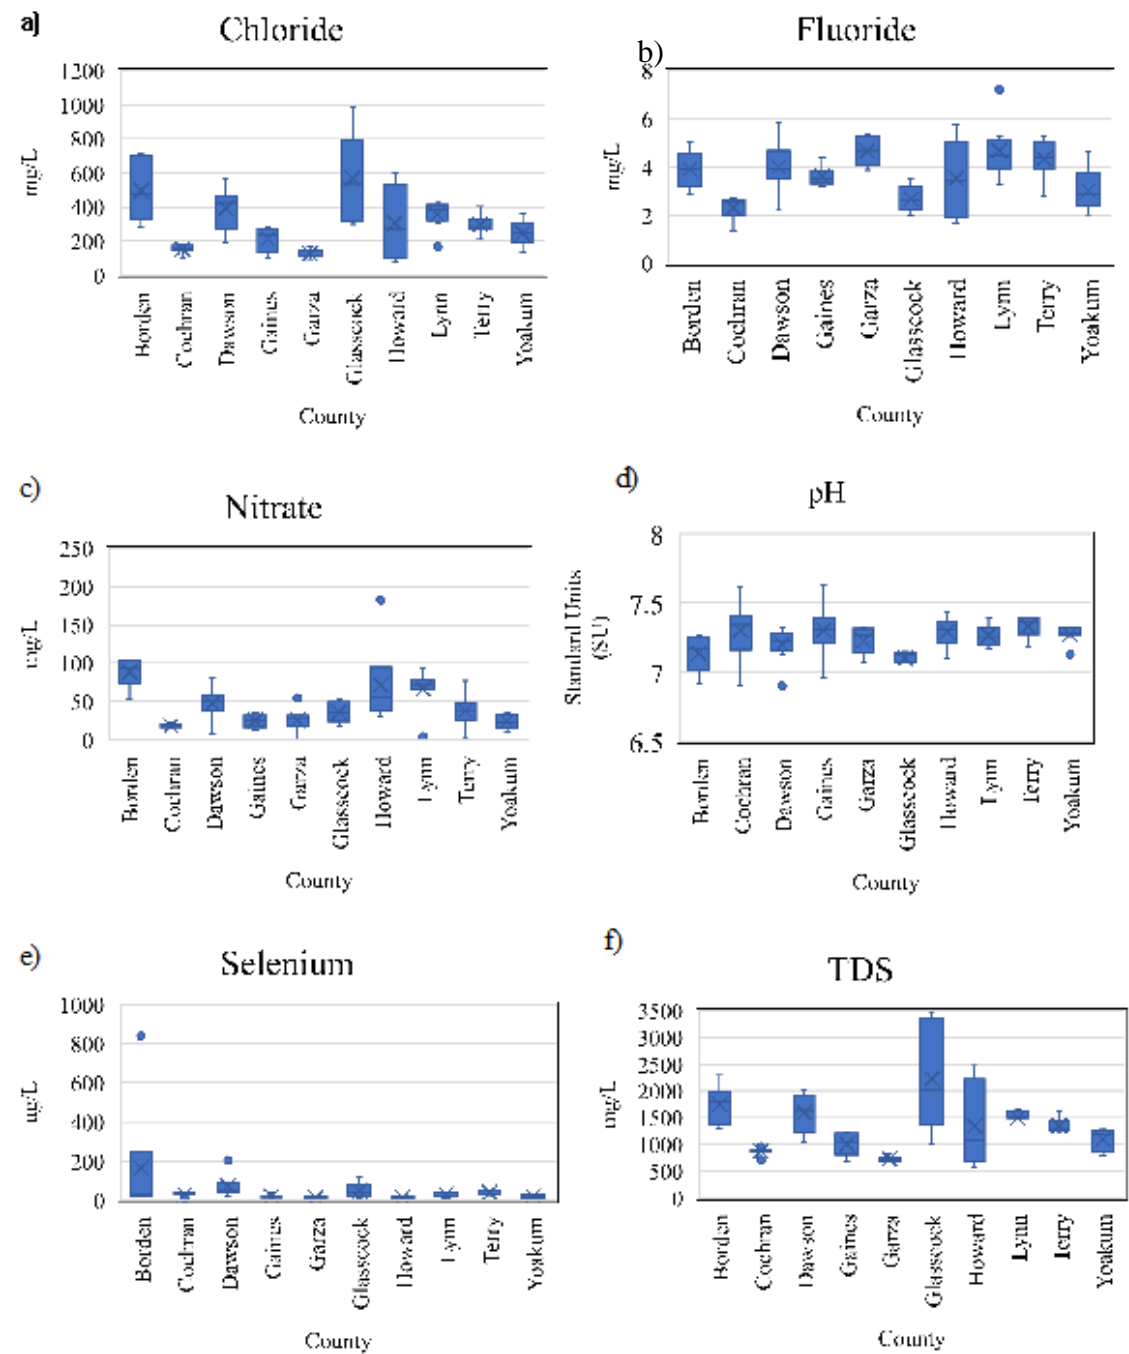 a)
Chloride
1200
1000
800
600
400
200
0
mg/L
Borden
Cochran
Dawson
Gaines
Garza
Glasscock
Howard
Lynn
Terry
Yoakum
County
b)
Fluoride
8
6
4
2
0
mg/L
Borden
Cochran
Dawson
Gaines
Garza
Glasscock
Howard
Lynn
Terry
Yoakum
County
c)
Nitrate
250
200
150
100
50
0
mg/L
Borden
Cochran
Dawson
Gaines
Garza
Glasscock
Howard
Lynn
Terry
Yoakum
County
d)
pH
8
7.5
7
6.5
Standard Units
(SU)
Borden
Cochran
Dawson
Gaines
Garza
Glasscock
Howard
Lynn
Terry
Yoakum
County
e)
Selenium
1000
800
600
400
200
0
ug/L
Borden
Cochran
Dawson
Gaines
Garza
Glasscock
Howard
Lynn
Terry
Yoakum
County
f)
TDS
3500
3000
2500
2000
1500
1000
500
0
mg/L
Borden
Cochran
Dawson
Gaines
Garza
Glasscock
Howard
Lynn
Terry
Yoakum
County